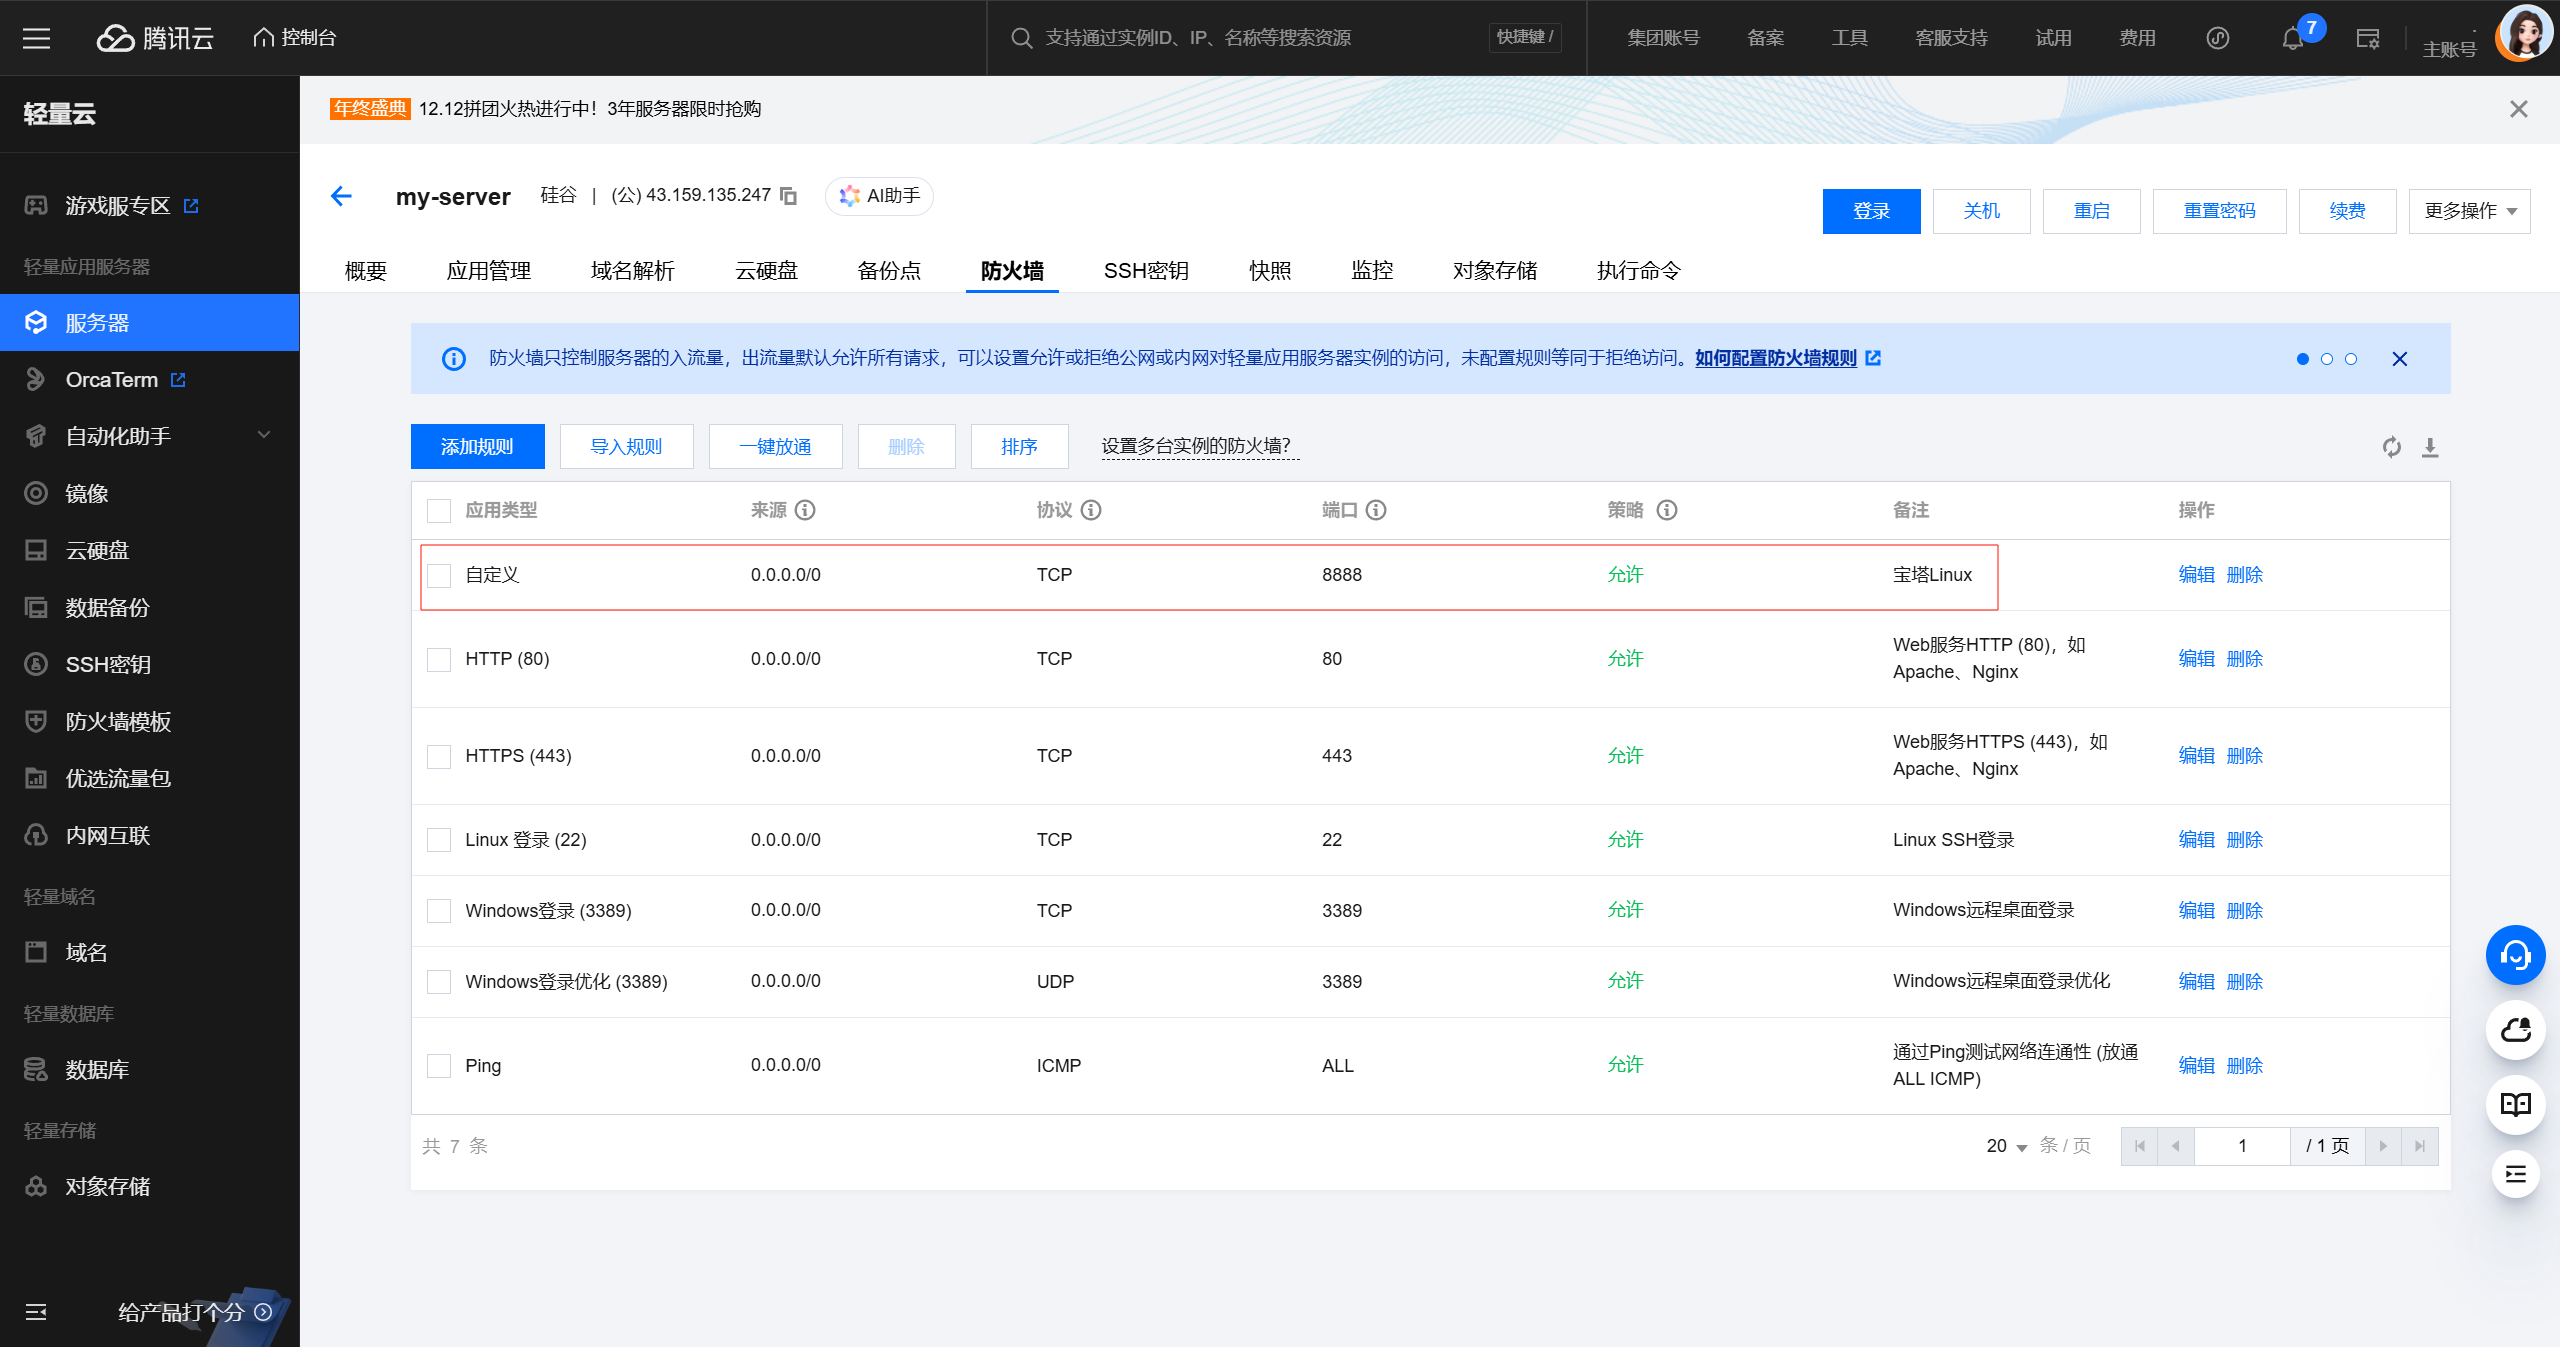 腾讯云
控制台
支持通过实例ID、IP、名称等搜索资源
快捷键 /
集团账号
备案
工具
客服支持
试用
费用
7
主账号
轻量云
游戏服专区
轻量应用服务器
服务器
OrcaTerm
自动化助手
镜像
云硬盘
数据备份
SSH密钥
防火墙模板
优选流量包
内网互联
轻量域名
域名
轻量数据库
数据库
轻量存储
对象存储
给产品打个分
年终盛典 12.12拼团火热进行中！3年服务器限时抢购
my-server 硅谷 | (公) 43.159.135.247 AI助手
登录 关机 重启 重置密码 续费 更多操作
概要 应用管理 域名解析 云硬盘 备份点 防火墙 SSH密钥 快照 监控 对象存储 执行命令
防火墙只控制服务器的入流量，出流量默认允许所有请求，可以设置允许或拒绝公网或内网对轻量应用服务器实例的访问，未配置规则等同于拒绝访问。如何配置防火墙规则
添加规则 导入规则 一键放通 删除 排序 设置多台实例的防火墙？
应用类型 来源 协议 端口 策略 备注 操作
自定义 0.0.0.0/0 TCP 8888 允许 宝塔Linux 编辑 删除
HTTP (80) 0.0.0.0/0 TCP 80 允许 Web服务HTTP (80)，如
Apache、Nginx 编辑 删除
HTTPS (443) 0.0.0.0/0 TCP 443 允许 Web服务HTTPS (443)，如
Apache、Nginx 编辑 删除
Linux 登录 (22) 0.0.0.0/0 TCP 22 允许 Linux SSH登录 编辑 删除
Windows登录 (3389) 0.0.0.0/0 TCP 3389 允许 Windows远程桌面登录 编辑 删除
Windows登录优化 (3389) 0.0.0.0/0 UDP 3389 允许 Windows远程桌面登录优化 编辑 删除
Ping 0.0.0.0/0 ICMP ALL 允许 通过Ping测试网络连通性 (放通
ALL ICMP) 编辑 删除
共 7 条
20 条 / 页 1 / 1 页